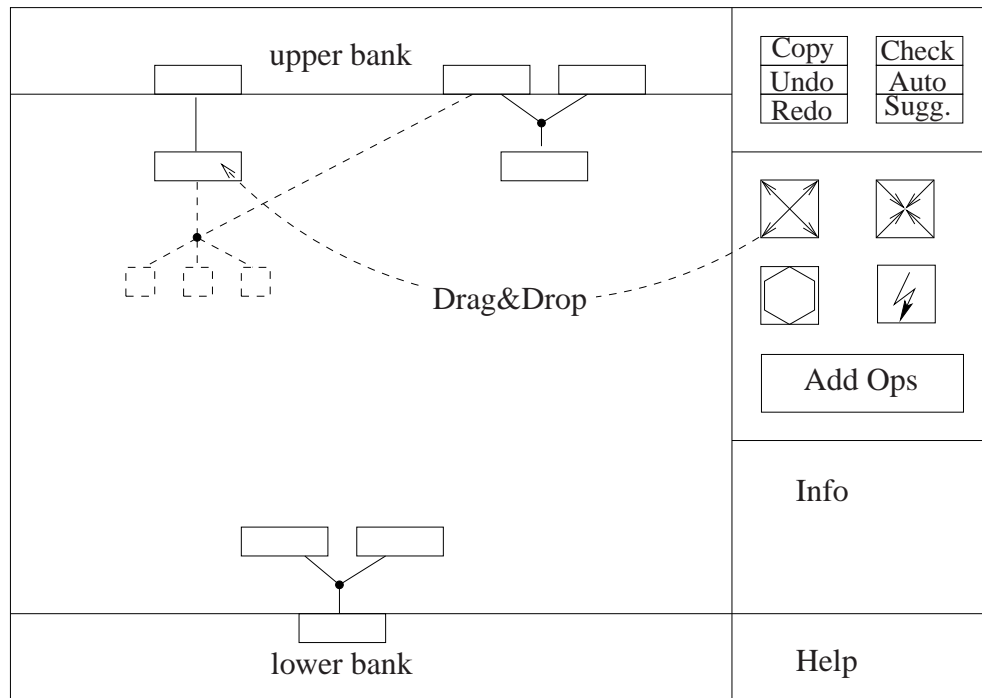 upper bank
Copy
Check
Undo
Auto
Redo
Sugg.
Drag&Drop
Add Ops
Info
lower bank
Help